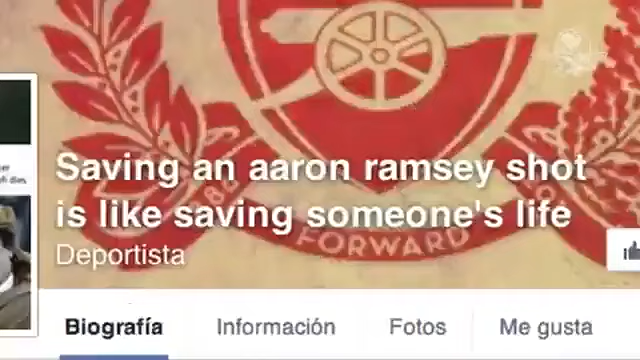 FORWARD
Saving an aaron ramsey shot
is like saving someone's life
Deportista
Biografía Información Fotos Me gusta